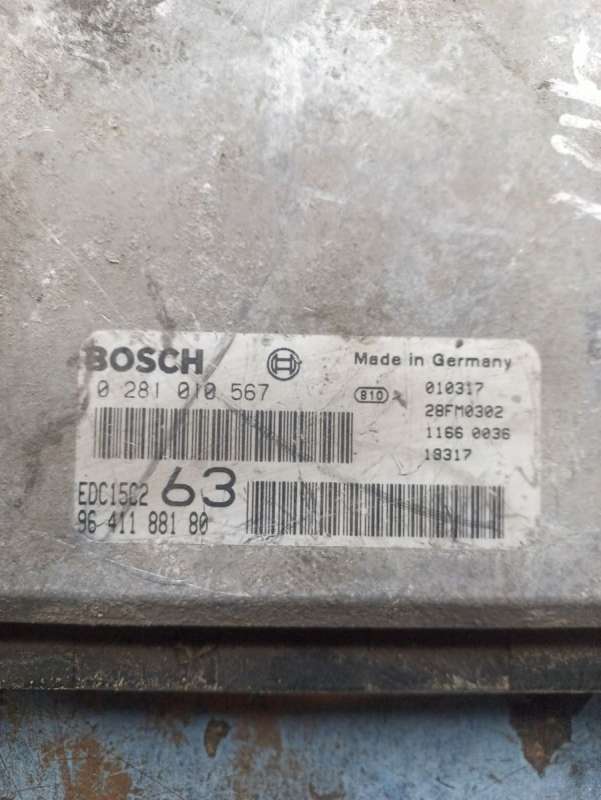 BOSCH
Made in Germany
0 281 010 567
810
010317
28FM0302
1166 0036
18317
EDC15C2 63
96 411 881 80